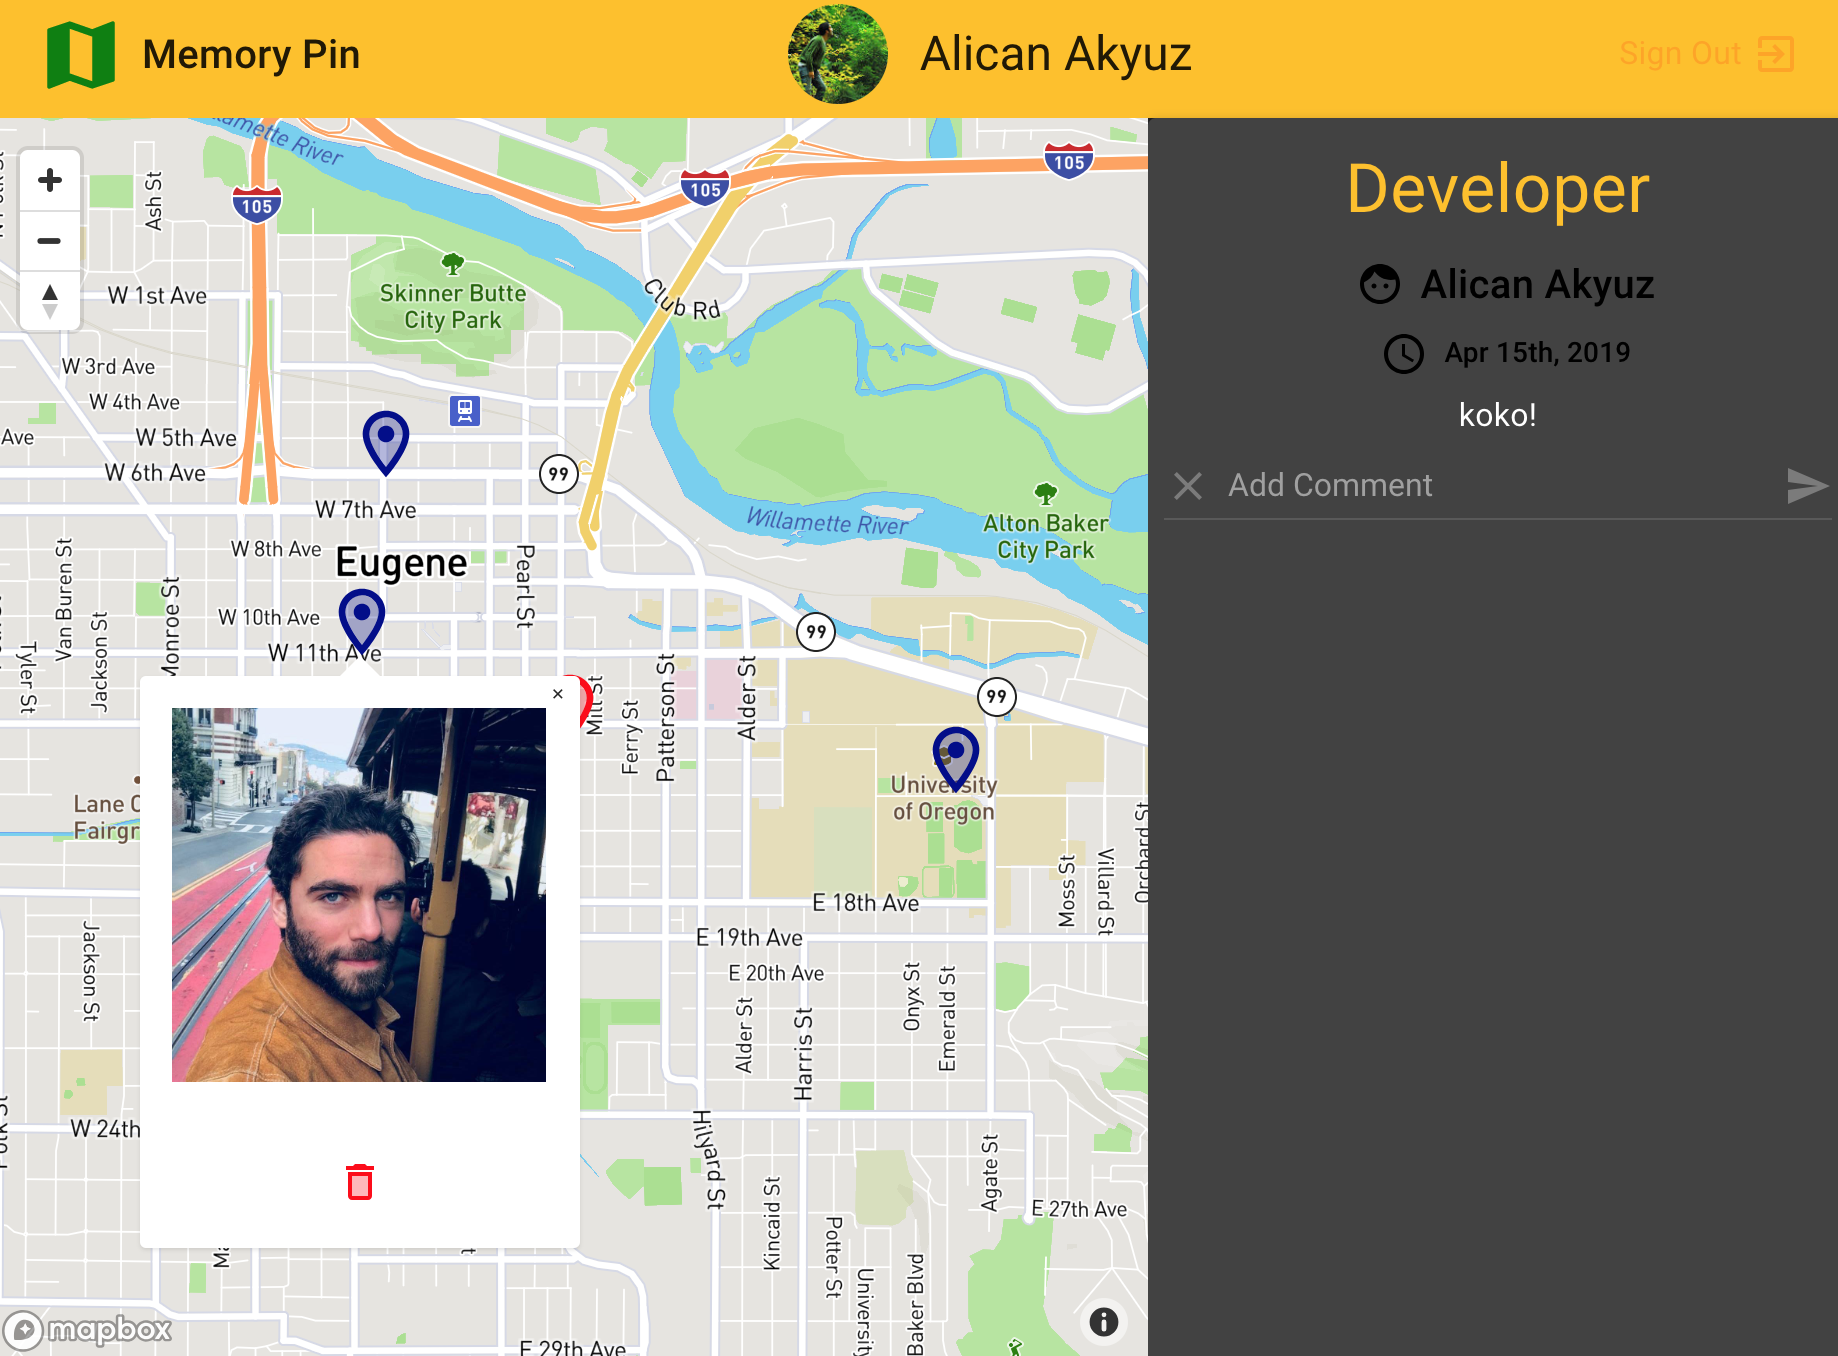 Memory Pin
Alican Akyuz
Sign Out
Willamette River
105
105
105
Ash St
W 1st Ave
Skinner Butte
City Park
Club Rd
W 3rd Ave
W 4th Ave
W 5th Ave
Ave
W 6th Ave
99
W 7th Ave
Willamette River
Alton Baker
City Park
W 8th Ave
Eugene
Pearl St
Van Buren St
Monroe St
Jackson St
Tyler St
W 10th Ave
W 11th Ave
99
99
Mill St
Ferry St
Patterson St
Alder St
University
of Oregon
Lane
Fairgr
×
Moss St
Villard St
Orchard St
E 18th Ave
E 19th Ave
E 20th Ave
Jackson St
Alder St
Harris St
Onyx St
Emerald St
W 24th
Hilyard St
Kincaid St
Potter St
University
Baker Blvd
Agate St
E 27th Ave
E 29th Ave
mapbox
Developer
Alican Akyuz
Apr 15th, 2019
koko!
Add Comment